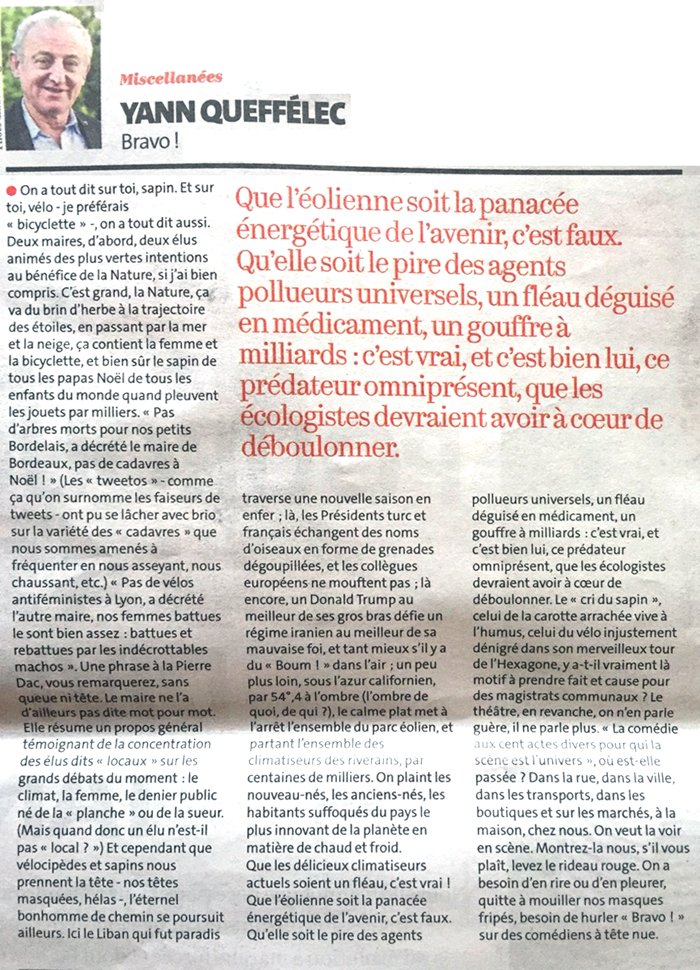 Miscellanées
YANN QUEFFÉLEC
Bravo !
● On a tout dit sur toi, sapin. Et sur
toi, vélo - je préférais
« bicyclette » -, on a tout dit aussi.
Deux maires, d'abord, deux élus
animés des plus vertes intentions
au bénéfice de la Nature, si j'ai bien
compris. C'est grand, la Nature, ça
va du brin d'herbe à la trajectoire
des étoiles, en passant par la mer
et la neige, ça contient la femme et
la bicyclette, et bien sûr le sapin de
tous les papas Noël de tous les
enfants du monde quand pleuvent
les jouets par milliers. « Pas
d'arbres morts pour nos petits
Bordelais, a décrété le maire de
Bordeaux, pas de cadavres à
Noël ! » (Les « tweetos » - comme
ça qu'on surnomme les faiseurs de
tweets - ont pu se lâcher avec brio
sur la variété des « cadavres » que
nous sommes amenés à
fréquenter en nous asseyant, nous
chaussant, etc.) « Pas de vélos
antiféministes à Lyon, a décrété
l'autre maire, nos femmes battues
le sont bien assez : battues et
rebattues par les indécrottables
machos ». Une phrase à la Pierre
Dac, vous remarquerez, sans
queue ni tête. Le maire ne l'a
d'ailleurs pas dite mot pour mot.
Elle résume un propos général
témoignant de la concentration
des élus dits « locaux » sur les
grands débats du moment : le
climat, la femme, le denier public
né de la « planche » ou de la sueur.
(Mais quand donc un élu n'est-il
pas « local ? ») Et cependant que
vélocipèdes et sapins nous
prennent la tête - nos têtes
masquées, hélas -, l'éternel
bonhomme de chemin se poursuit
ailleurs. Ici le Liban qui fut paradis
Que l'éolienne soit la panacée
énergétique de l'avenir, c'est faux.
Qu'elle soit le pire des agents
pollueurs universels, un fléau déguisé
en médicament, un gouffre à
milliards : c'est vrai, et c'est bien lui, ce
prédateur omniprésent, que les
écologistes devraient avoir à cœur de
déboulonner.
traverse une nouvelle saison en
enfer ; là, les Présidents turc et
français échangent des noms
d'oiseaux en forme de grenades
dégoupillées, et les collègues
européens ne mouftent pas ; là
encore, un Donald Trump au
meilleur de ses gros bras défie un
régime iranien au meilleur de sa
mauvaise foi, et tant mieux s'il y a
du « Boum ! » dans l'air ; un peu
plus loin, sous l'azur californien,
par 54°,4 à l'ombre (l'ombre de
quoi, de qui ?), le calme plat met à
l'arrêt l'ensemble du parc éolien, et
partant l'ensemble des
climatiseurs des riverains, par
centaines de milliers. On plaint les
nouveau-nés, les anciens-nés, les
habitants suffoqués du pays le
plus innovant de la planète en
matière de chaud et froid.
Que les délicieux climatiseurs
actuels soient un fléau, c'est vrai !
Que l'éolienne soit la panacée
énergétique de l'avenir, c'est faux.
Qu'elle soit le pire des agents
pollueurs universels, un fléau
déguisé en médicament, un
gouffre à milliards : c'est vrai, et
c'est bien lui, ce prédateur
omniprésent, que les écologistes
devraient avoir à cœur de
déboulonner. Le « cri du sapin »,
celui de la carotte arrachée vive à
l'humus, celui du vélo injustement
dénigré dans son merveilleux tour
de l'Hexagone, y a-t-il vraiment là
motif à prendre fait et cause pour
des magistrats communaux ? Le
théâtre, en revanche, on n'en parle
guère, il ne parle plus. « La comédie
aux cent actes divers pour qui la
scène est l'univers », où est-elle
passée ? Dans la rue, dans la ville,
dans les transports, dans les
boutiques et sur les marchés, à la
maison, chez nous. On veut la voir
en scène. Montrez-la nous, s'il vous
plaît, levez le rideau rouge. On a
besoin d'en rire ou d'en pleurer,
quitte à mouiller nos masques
fripés, besoin de hurler « Bravo ! »
sur des comédiens à tête nue.